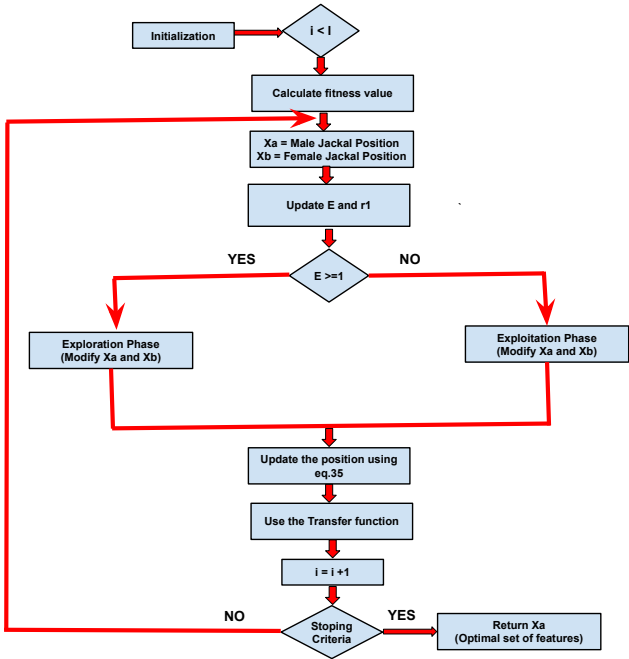 Initialization
i < I
Calculate fitness value
Xa = Male Jackal Position
Xb = Female Jackal Position
Update E and r1
YES
E >=1
NO
Exploration Phase
(Modify Xa and Xb)
Exploitation Phase
(Modify Xa and Xb)
Update the position using
eq.35
Use the Transfer function
i = i +1
NO
Stoping
Criteria
YES
Return Xa
(Optimal set of features)